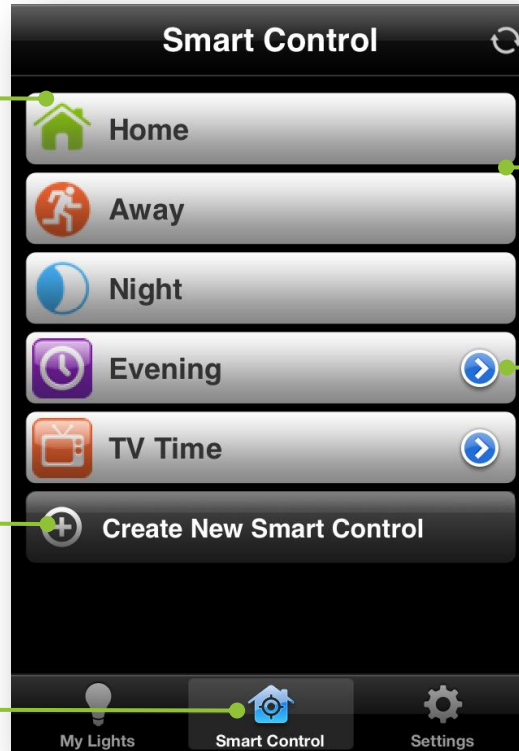 Smart Control
Home
Away
Night
Evening
TV Time
Create New Smart Control
My Lights
Smart Control
Settings